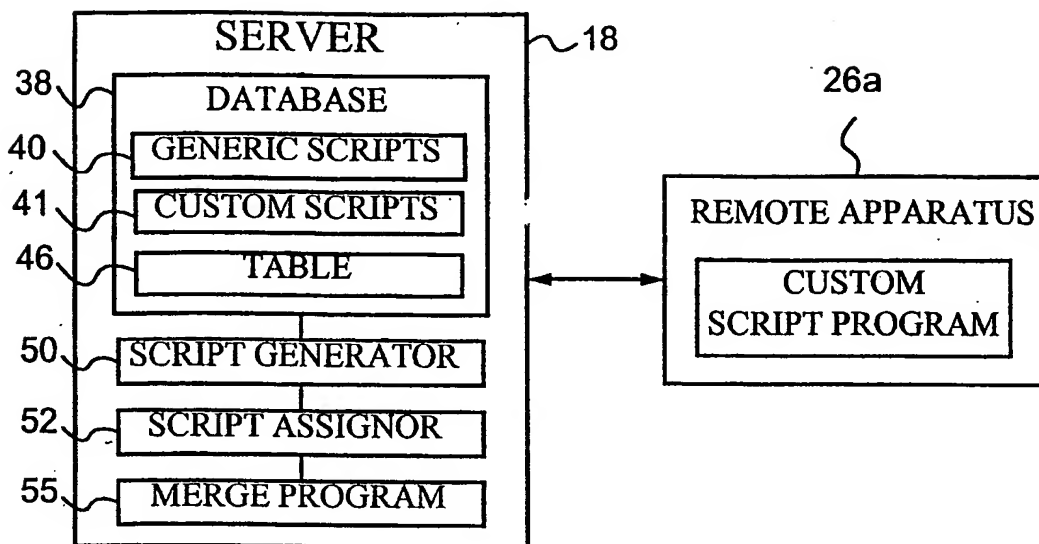 SERVER
18
38
DATABASE
40
GENERIC SCRIPTS
41
CUSTOM SCRIPTS
46
TABLE
50
SCRIPT GENERATOR
52
SCRIPT ASSIGNOR
55
MERGE PROGRAM
26a
REMOTE APPARATUS
CUSTOM
SCRIPT PROGRAM